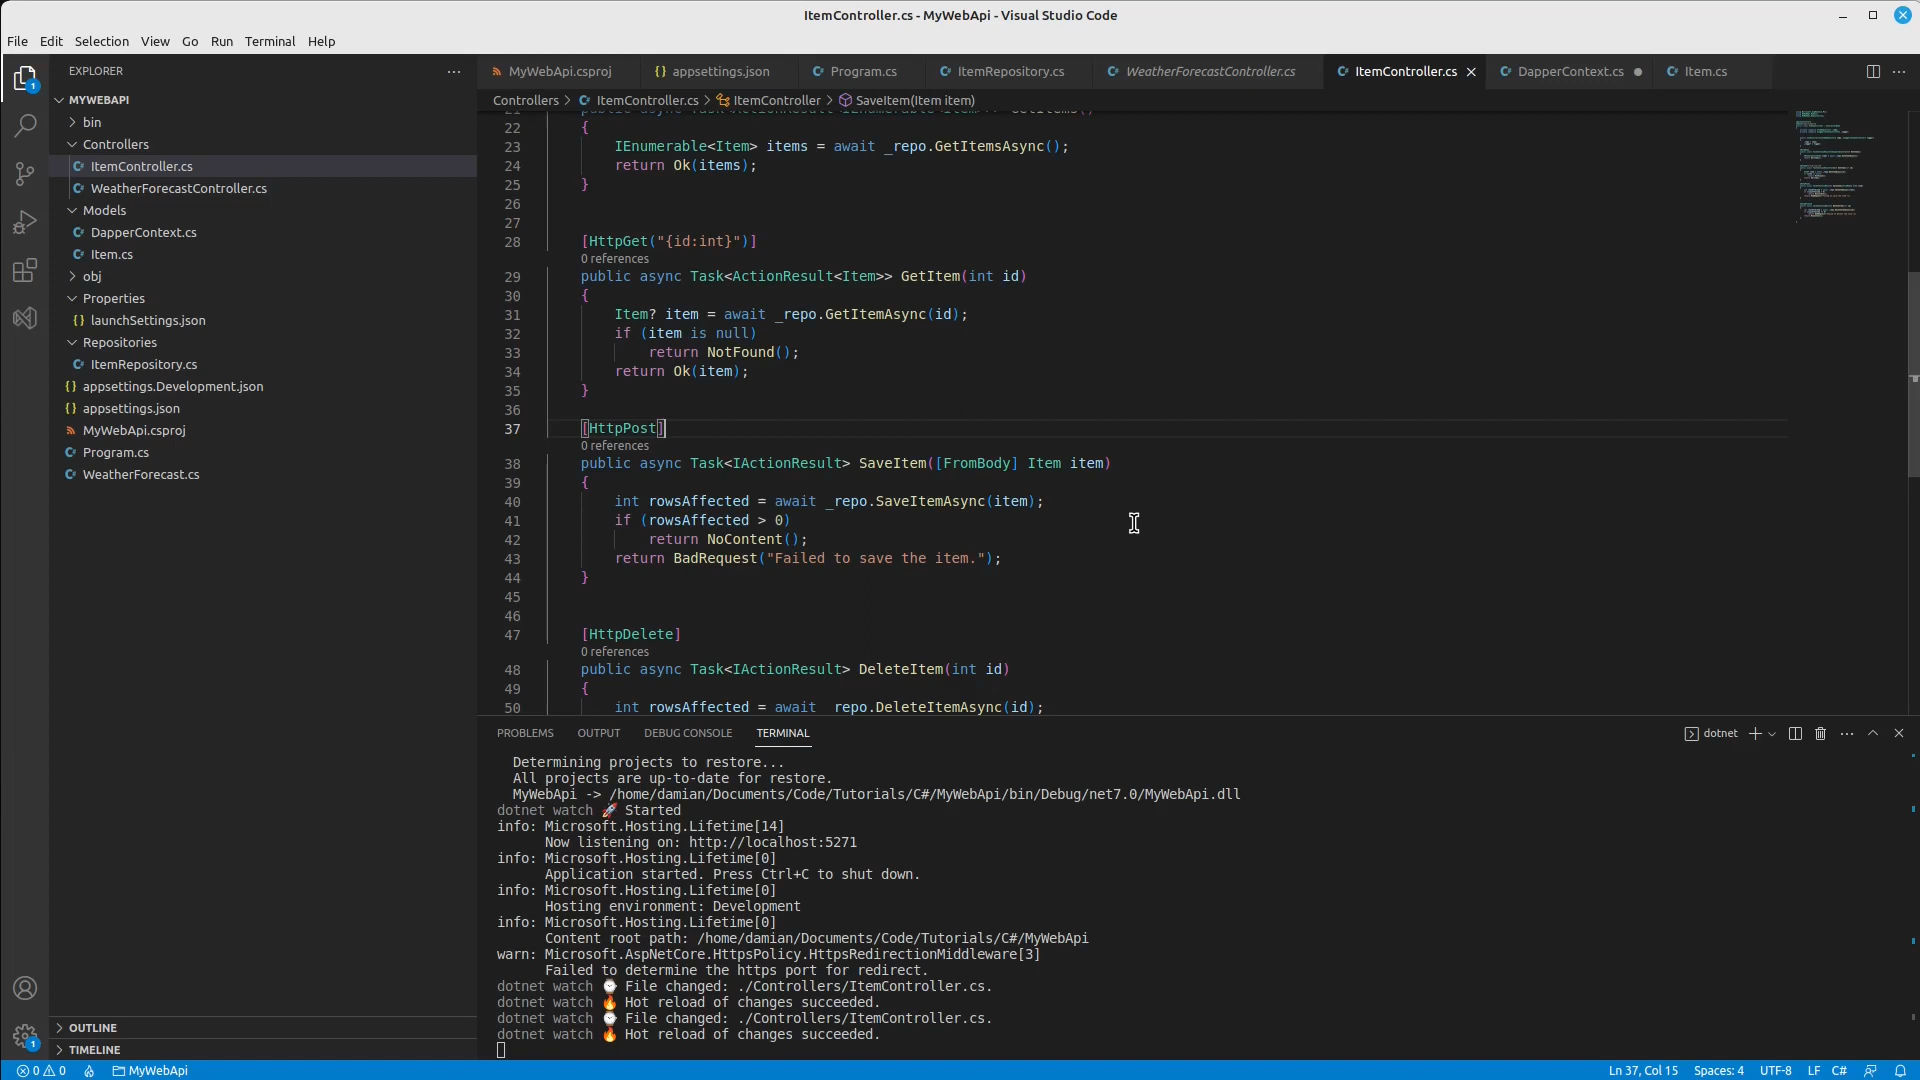 ItemController.cs - MyWebApi - Visual Studio Code
File Edit Selection View Go Run Terminal Help
EXPLORER
MYWEBAPI
bin
Controllers
ItemController.cs
WeatherForecastController.cs
Models
DapperContext.cs
Item.cs
obj
Properties
launchSettings.json
Repositories
ItemRepository.cs
appsettings.Development.json
appsettings.json
MyWebApi.csproj
Program.cs
WeatherForecast.cs
OUTLINE
TIMELINE
MyWebApi.csproj appsettings.json Program.cs ItemRepository.cs WeatherForecastController.cs ItemController.cs DapperContext.cs Item.cs
Controllers > ItemController.cs > ItemController > SaveItem(Item item)
21 public async Task<ActionResult<IEnumerable<Item>>> GetItems()
22 {
23 IEnumerable<Item> items = await _repo.GetItemsAsync();
24 return Ok(items);
25 }
26
27
28 [HttpGet("{id:int}")]
0 references
29 public async Task<ActionResult<Item>> GetItem(int id)
30 {
31 Item? item = await _repo.GetItemAsync(id);
32 if (item is null)
33 return NotFound();
34 return Ok(item);
35 }
36
37 [HttpPost]
0 references
38 public async Task<IActionResult> SaveItem([FromBody] Item item)
39 {
40 int rowsAffected = await _repo.SaveItemAsync(item);
41 if (rowsAffected > 0)
42 return NoContent();
43 return BadRequest("Failed to save the item.");
44 }
45
46
47 [HttpDelete]
0 references
48 public async Task<IActionResult> DeleteItem(int id)
49 {
50 int rowsAffected = await _repo.DeleteItemAsync(id);
PROBLEMS OUTPUT DEBUG CONSOLE TERMINAL dotnet
Determining projects to restore...
All projects are up-to-date for restore.
MyWebApi -> /home/damian/Documents/Code/Tutorials/C#/MyWebApi/bin/Debug/net7.0/MyWebApi.dll
dotnet watch 🚀 Started
info: Microsoft.Hosting.Lifetime[14]
Now listening on: http://localhost:5271
info: Microsoft.Hosting.Lifetime[0]
Application started. Press Ctrl+C to shut down.
info: Microsoft.Hosting.Lifetime[0]
Hosting environment: Development
info: Microsoft.Hosting.Lifetime[0]
Content root path: /home/damian/Documents/Code/Tutorials/C#/MyWebApi
warn: Microsoft.AspNetCore.HttpsPolicy.HttpsRedirectionMiddleware[3]
Failed to determine the https port for redirect.
dotnet watch ⌚ File changed: ./Controllers/ItemController.cs.
dotnet watch 🔥 Hot reload of changes succeeded.
dotnet watch ⌚ File changed: ./Controllers/ItemController.cs.
dotnet watch 🔥 Hot reload of changes succeeded.
0 0 MyWebApi Ln 37, Col 15 Spaces: 4 UTF-8 LF C#